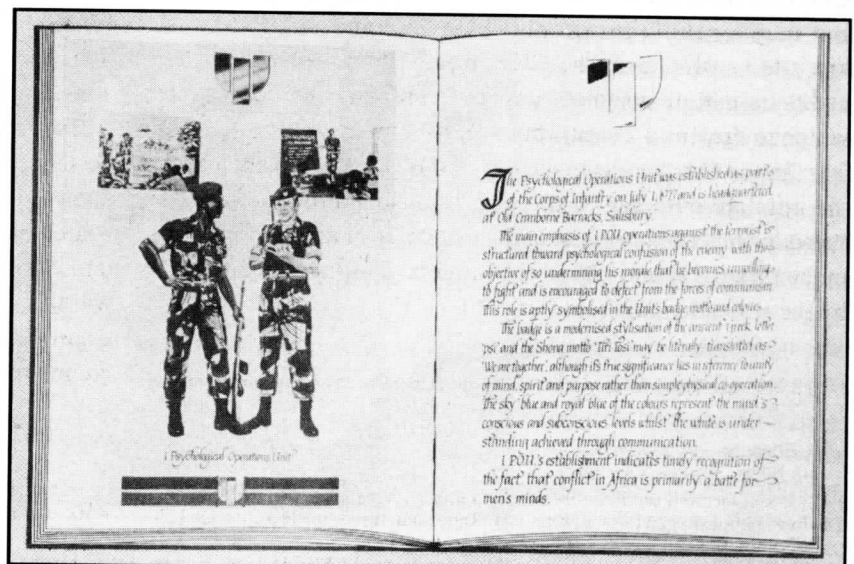 1 Psychological Operations Unit
The Psychological Operations Unit was established as part
of the Corps of Infantry on July 1, 1977 and is headquartered
at Old Cranborne Barracks, Salisbury.
The main emphasis of 1 POU operations against the terrorist is
structured toward psychological confusion of the enemy with the
objective of so undermining his morale that he becomes unwilling
to fight and is encouraged to defect from the forces of communism.
This role is aptly symbolised in the Units badge motto and colours.
The badge is a modernised stylisation of the ancient Greek letter
'psi' and the Shona motto 'Tiri Tose' may be literally translated as
'We are together', although its true significance lies in reference to unity
of mind, spirit and purpose rather than simple physical co-operation.
The sky blue and royal blue of the colours represent the mind's
conscious and subconscious levels whilst the white is under-
standing achieved through communication.
1 POU's establishment indicates timely recognition of
the fact that conflict in Africa is primarily a battle for
men's minds.